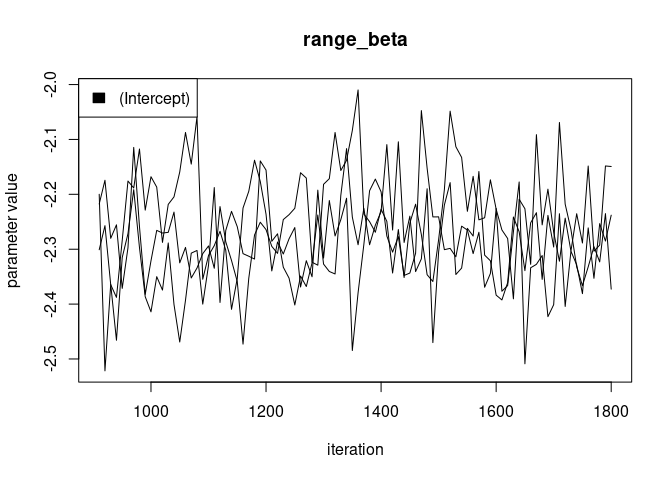 range_beta
(Intercept)
-2.0
-2.1
-2.2
-2.3
-2.4
-2.5
parameter value
1000 1200 1400 1600 1800
iteration